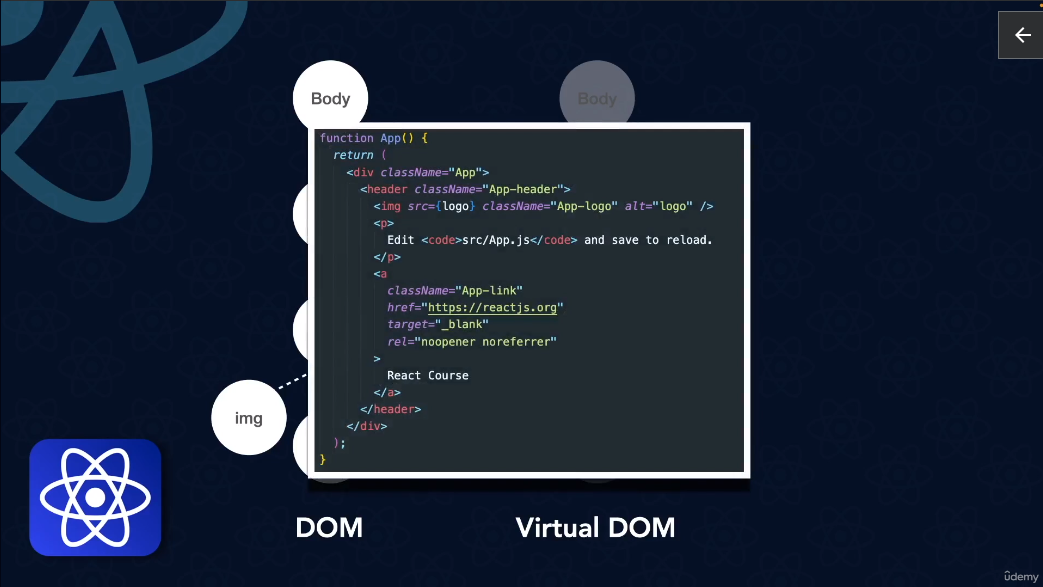 Body
Body
function App() {
return (
<div className="App">
<header className="App-header">
<img src={logo} className="App-logo" alt="logo" />
<p>
Edit <code>src/App.js</code> and save to reload.
</p>
<a
className="App-link"
href="https://reactjs.org"
target="_blank"
rel="noopener noreferrer"
>
React Course
</a>
</header>
</div>
);
}
img
DOM
Virtual DOM
ûdemy